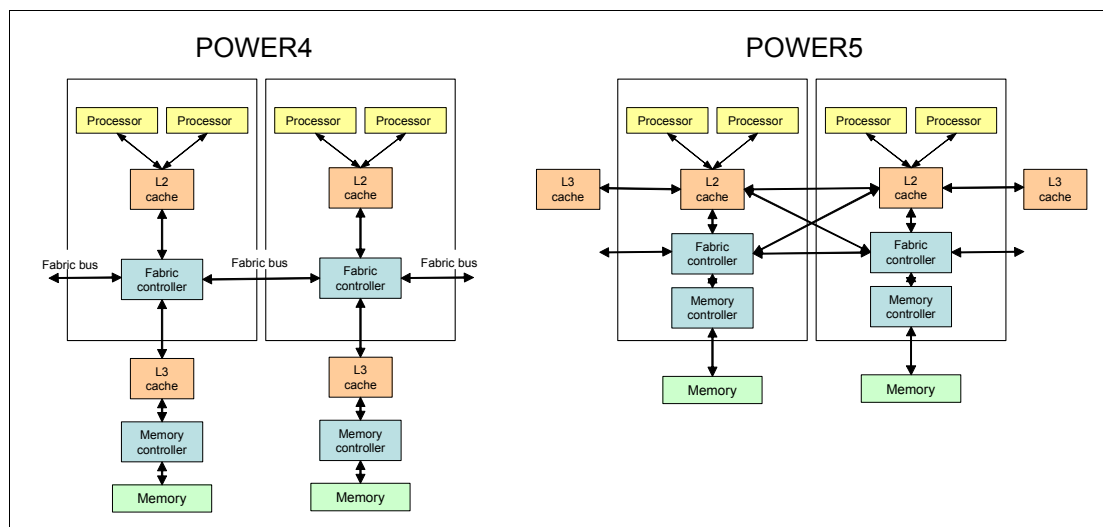 POWER4
POWER5
Processor
Processor
Processor
Processor
L2
cache
L2
cache
Fabric bus
Fabric
controller
Fabric bus
Fabric
controller
Fabric bus
L3
cache
L3
cache
Memory
controller
Memory
controller
Memory
Memory
Processor
Processor
Processor
Processor
L3
cache
L2
cache
L2
cache
L3
cache
Fabric
controller
Fabric
controller
Memory
controller
Memory
controller
Memory
Memory